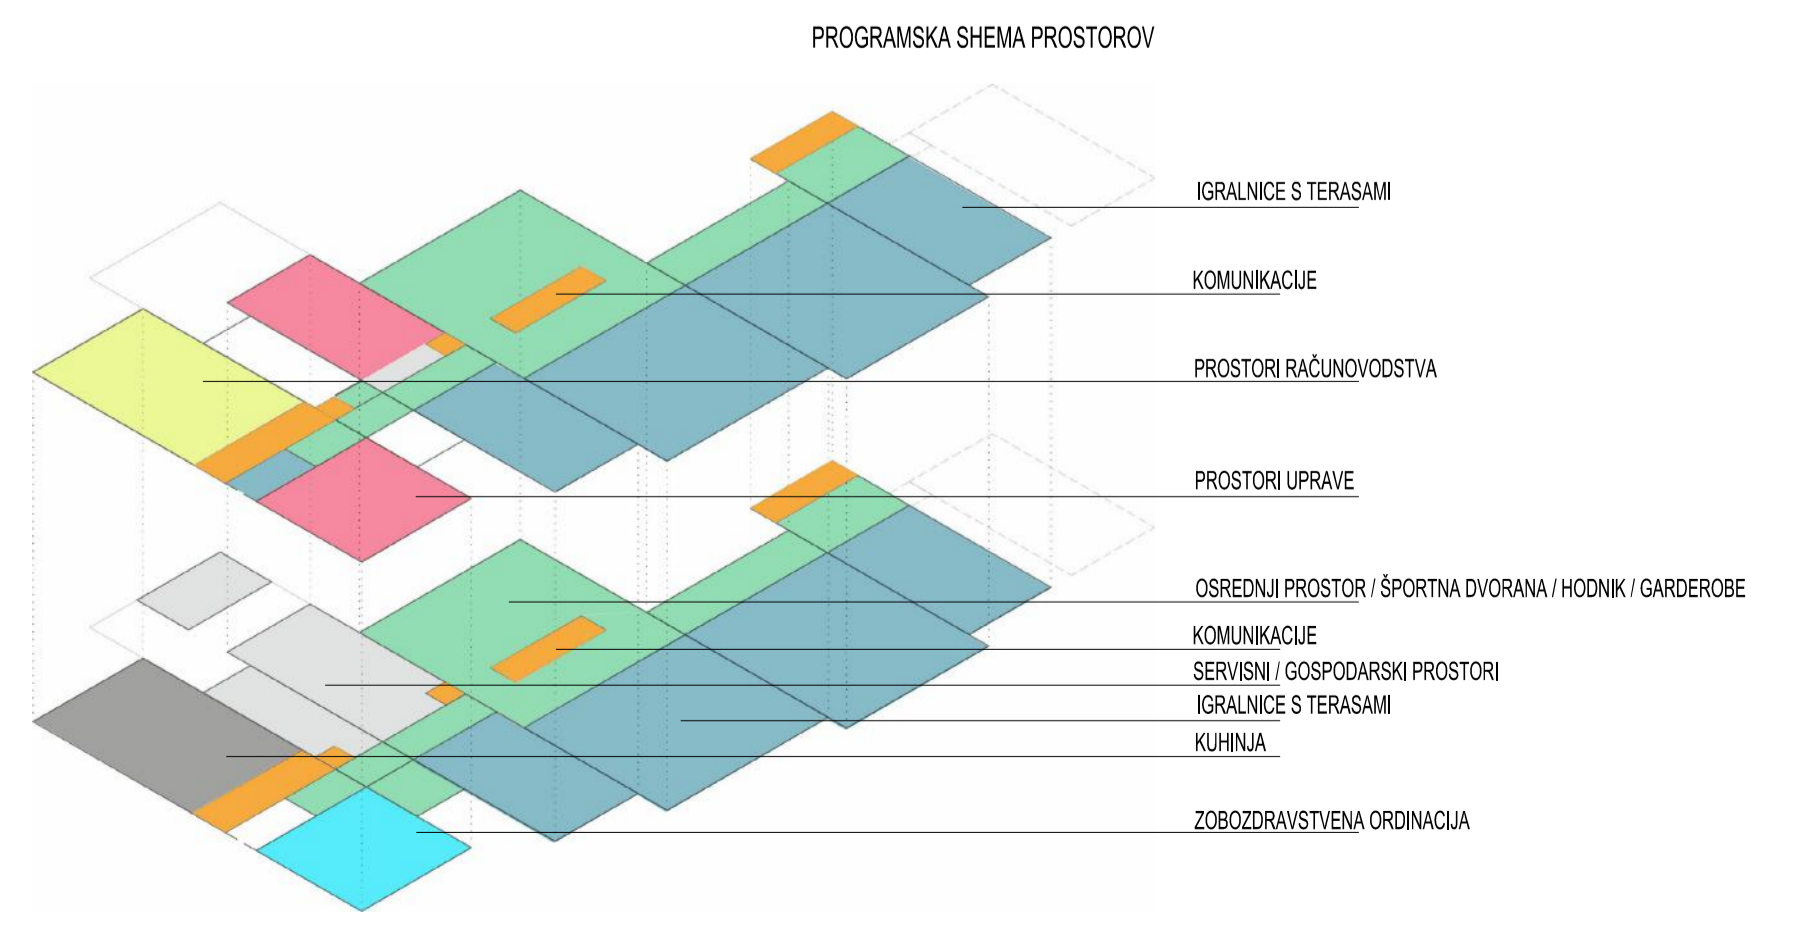 PROGRAMSKA SHEMA PROSTOROV
IGRALNICE S TERASAMI
KOMUNIKACIJE
PROSTORI RAČUNOVODSTVA
PROSTORI UPRAVE
OSREDNJI PROSTOR / ŠPORTNA DVORANA / HODNIK / GARDEROBE
KOMUNIKACIJE
SERVISNI / GOSPODARSKI PROSTORI
IGRALNICE S TERASAMI
KUHINJA
ZOBOZDRAVSTVENA ORDINACIJA